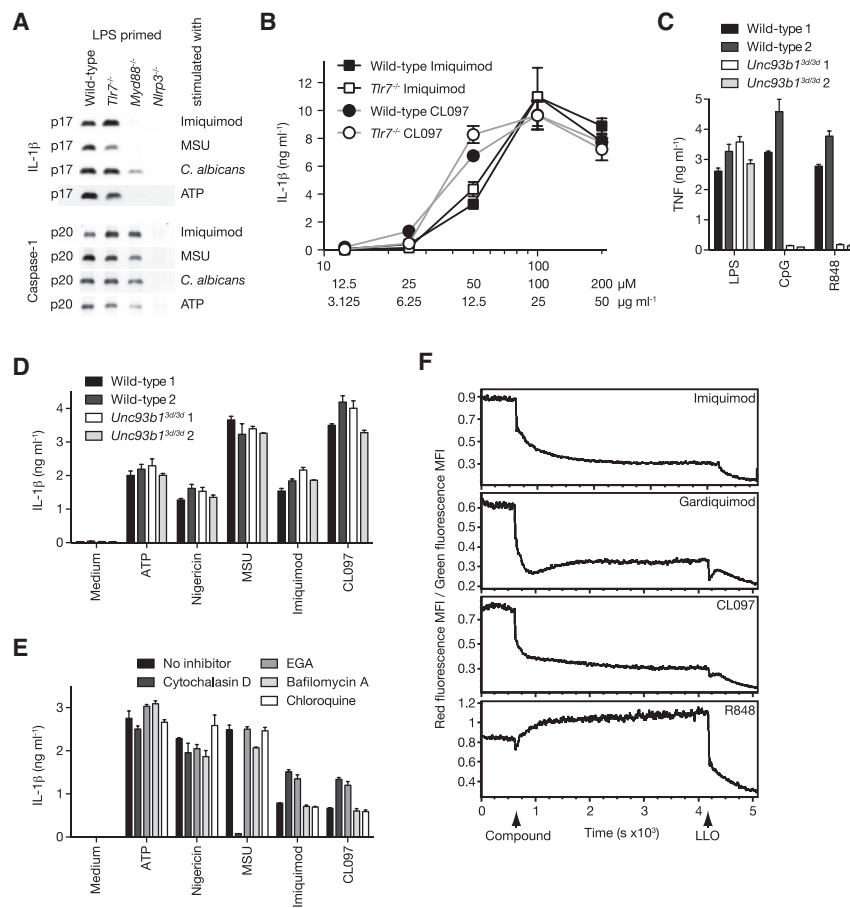 A
LPS primed
Wild-type
Tlr7-/-
Myd88-/-
Nlrp3-/-
stimulated with
IL-1β
p17 Imiquimod
p17 MSU
p17 C. albicans
p17 ATP
Caspase-1
p20 Imiquimod
p20 MSU
p20 C. albicans
p20 ATP
B
Wild-type Imiquimod
Tlr7-/- Imiquimod
Wild-type CL097
Tlr7-/- CL097
IL-1β (ng ml-1)
12
10
8
6
4
2
0
10 100
12.5 25 50 100 200 μM
3.125 6.25 12.5 25 50 μg ml-1
C
Wild-type 1
Wild-type 2
Unc93b13d/3d 1
Unc93b13d/3d 2
TNF (ng ml-1)
5
4
3
2
1
0
LPS
CpG
R848
D
Wild-type 1
Wild-type 2
Unc93b13d/3d 1
Unc93b13d/3d 2
IL-1β (ng ml-1)
4
3
2
1
0
Medium
ATP
Nigericin
MSU
Imiquimod
CL097
E
No inhibitor EGA
Cytochalasin D Bafilomycin A
Chloroquine
IL-1β (ng ml-1)
3
2
1
0
Medium
ATP
Nigericin
MSU
Imiquimod
CL097
F
Red fluorescence MFI / Green fluorescence MFI
Imiquimod
0.9
0.7
0.5
0.3
Gardiquimod
0.6
0.5
0.4
0.3
0.2
CL097
0.7
0.5
0.3
R848
1.2
1.0
0.8
0.6
0.4
0 1 2 3 4 5
Compound Time (s x103) LLO